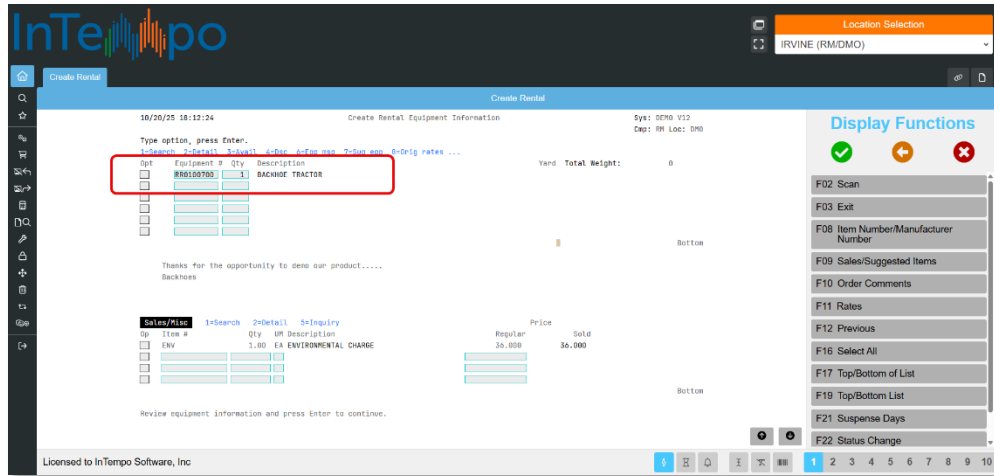 InTempo
Location Selection
IRVINE (RM/DMO)
Create Rental
Create Rental
10/20/25 18:12:24 Create Rental Equipment Information Sys: DEMO V12
Cmp: RM Loc: DMO
Type option, press Enter.
1=Search 2=Detail 3=Avail 4=Dsc 6=Eqp msg 7=Sug eqp 8=Orig rates ...
Opt Equipment # Qty Description Yard Total Weight: 0
RR0100700 1 BACKHOE TRACTOR
Bottom
Thanks for the opportunity to demo our product.....
Backhoes
Sales/Misc 1=Search 2=Detail 5=Inquiry Price
Op Item # Qty UM Description Regular Sold
ENV 1.00 EA ENVIRONMENTAL CHARGE 36.000 36.000
Bottom
Review equipment information and press Enter to continue.
Display Functions
F02 Scan
F03 Exit
F08 Item Number/Manufacturer
Number
F09 Sales/Suggested Items
F10 Order Comments
F11 Rates
F12 Previous
F16 Select All
F17 Top/Bottom of List
F19 Top/Bottom List
F21 Suspense Days
F22 Status Change
Licensed to InTempo Software, Inc
1 2 3 4 5 6 7 8 9 10